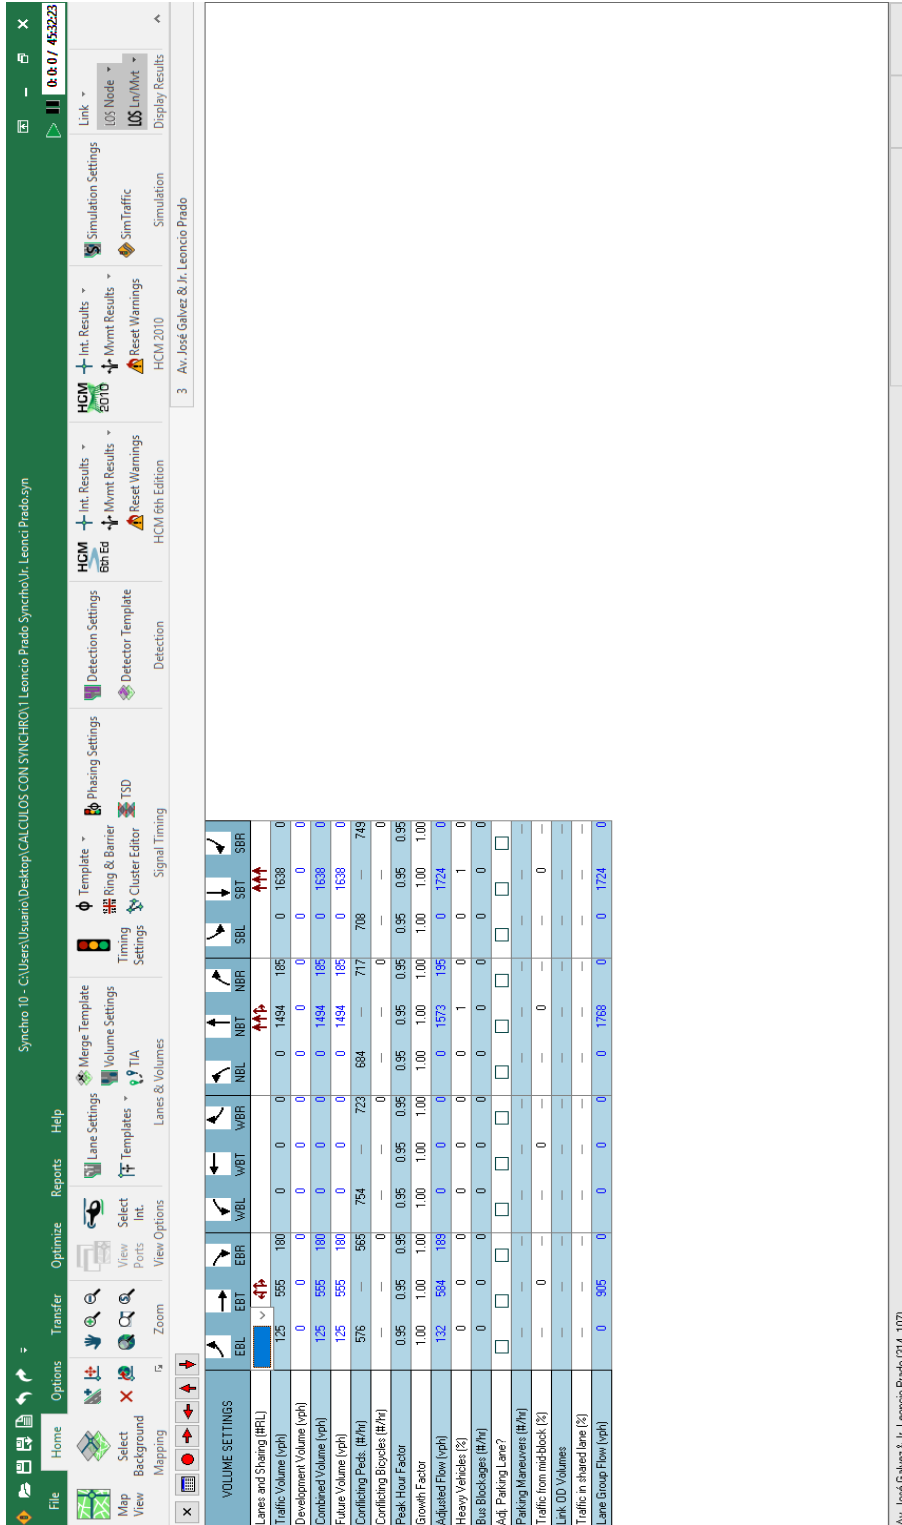 Synchro 10 - C:\Users\Usuario\Desktop\CALCULOS CON SYNCHRO\1 Leoncio Prado Syncrho\Jr. Leonci Prado.syn
File Home Options Transfer Optimize Reports Help
0: 0: 0 / 45:32:23
Map View
Select Background
Mapping
Zoom
View Ports
Select Int.
View Options
Lane Settings
Merge Template
Volume Settings
Templates
TIA
Lanes & Volumes
Timing Settings
Template
Ring & Barrier
Cluster Editor
Phasing Settings
TSD
Signal Timing
Detection Settings
Detector Template
Detection
HCM 6th Ed
Int. Results
Mvmt Results
Reset Warnings
HCM 6th Edition
HCM 2010
Int. Results
Mvmt Results
Reset Warnings
HCM 2010
Simulation Settings
SimTraffic
Simulation
Link
LOS Node
LOS Ln/Mvt
Display Results
3 Av. José Galvez & Jr. Leoncio Prado
VOLUME SETTINGS EBL EBT EBR WBL WBT WBR NBL NBT NBR SBL SBT SBR
Lanes and Sharing (#RL)
Traffic Volume (vph) 125 555 180 0 0 0 0 1494 185 0 1638 0
Development Volume (vph) 0 0 0 0 0 0 0 0 0 0 0 0
Combined Volume (vph) 125 555 180 0 0 0 0 1494 185 0 1638 0
Future Volume (vph) 125 555 180 0 0 0 0 1494 185 0 1638 0
Conflicting Peds. (#/hr) 576 — 565 754 — 723 684 — 717 708 — 749
Conflicting Bicycles (#/hr) — — 0 — — 0 — — 0 — — 0
Peak Hour Factor 0.95 0.95 0.95 0.95 0.95 0.95 0.95 0.95 0.95 0.95 0.95 0.95
Growth Factor 1.00 1.00 1.00 1.00 1.00 1.00 1.00 1.00 1.00 1.00 1.00 1.00
Adjusted Flow (vph) 132 584 189 0 0 0 0 1573 195 0 1724 0
Heavy Vehicles (%) 0 0 0 0 0 0 0 1 0 0 1 0
Bus Blockages (#/hr) 0 0 0 0 0 0 0 0 0 0 0 0
Adj. Parking Lane?
Parking Maneuvers (#/hr) — — — — — — — — — — — —
Traffic from midblock (%) — 0 — — 0 — — 0 — — 0 —
Link OD Volumes — — — — — — — —
Traffic in shared lane (%) — — — — — — — — — — — —
Lane Group Flow (vph) 0 905 0 0 0 0 0 1768 0 0 1724 0
Av. José Galvez & Jr. Leoncio Prado (214, 107)